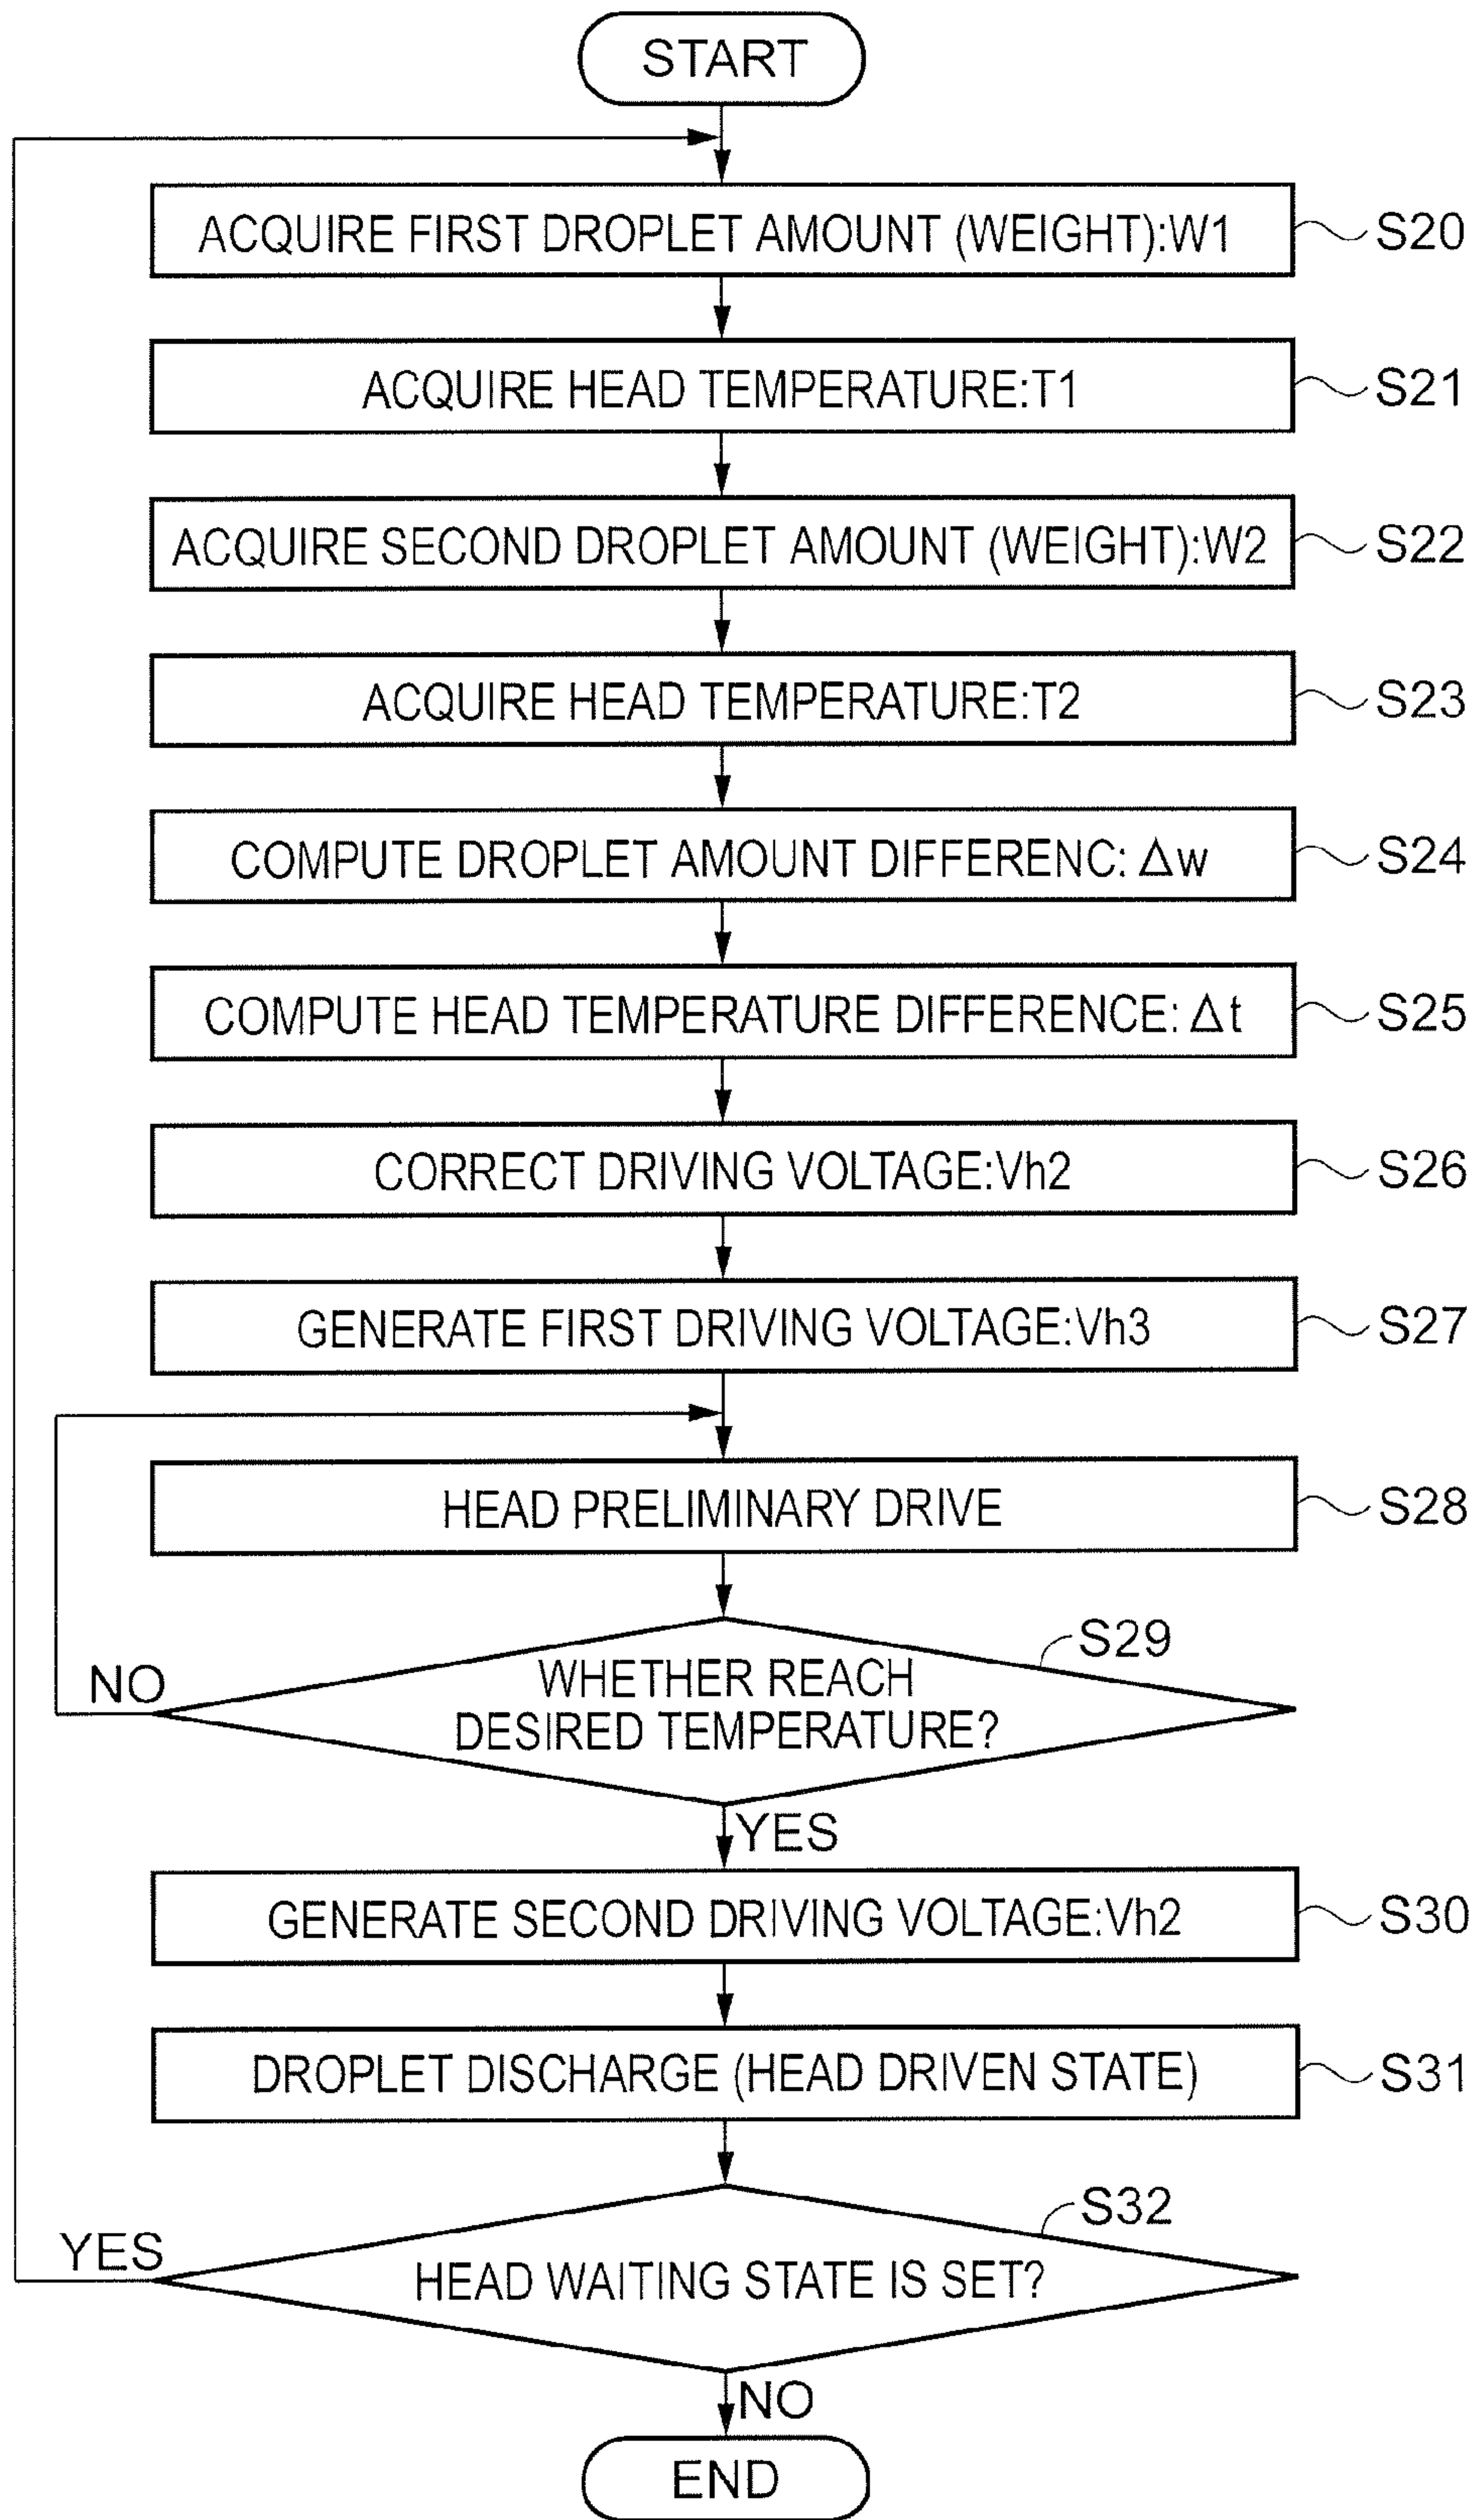 START
ACQUIRE FIRST DROPLET AMOUNT (WEIGHT):W1 S20
ACQUIRE HEAD TEMPERATURE:T1 S21
ACQUIRE SECOND DROPLET AMOUNT (WEIGHT):W2 S22
ACQUIRE HEAD TEMPERATURE:T2 S23
COMPUTE DROPLET AMOUNT DIFFERENC: Δw S24
COMPUTE HEAD TEMPERATURE DIFFERENCE: Δt S25
CORRECT DRIVING VOLTAGE:Vh2 S26
GENERATE FIRST DRIVING VOLTAGE:Vh3 S27
HEAD PRELIMINARY DRIVE S28
S29
WHETHER REACH
NO
DESIRED TEMPERATURE?
YES
GENERATE SECOND DRIVING VOLTAGE:Vh2 S30
DROPLET DISCHARGE (HEAD DRIVEN STATE) S31
S32
YES
HEAD WAITING STATE IS SET?
NO
END